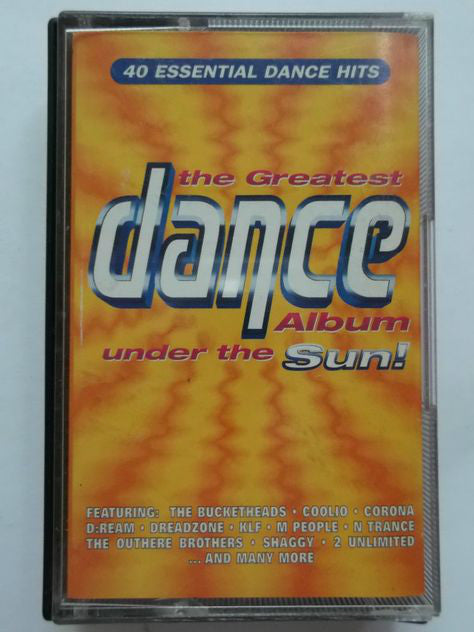 40 ESSENTIAL DANCE HITS
the Greatest
dance
Album
under the Sun!
FEATURING: THE BUCKETHEADS • COOLIO • CORONA
D:REAM • DREADZONE • KLF • M PEOPLE • N TRANCE
THE OUTHERE BROTHERS • SHAGGY • 2 UNLIMITED
... AND MANY MORE